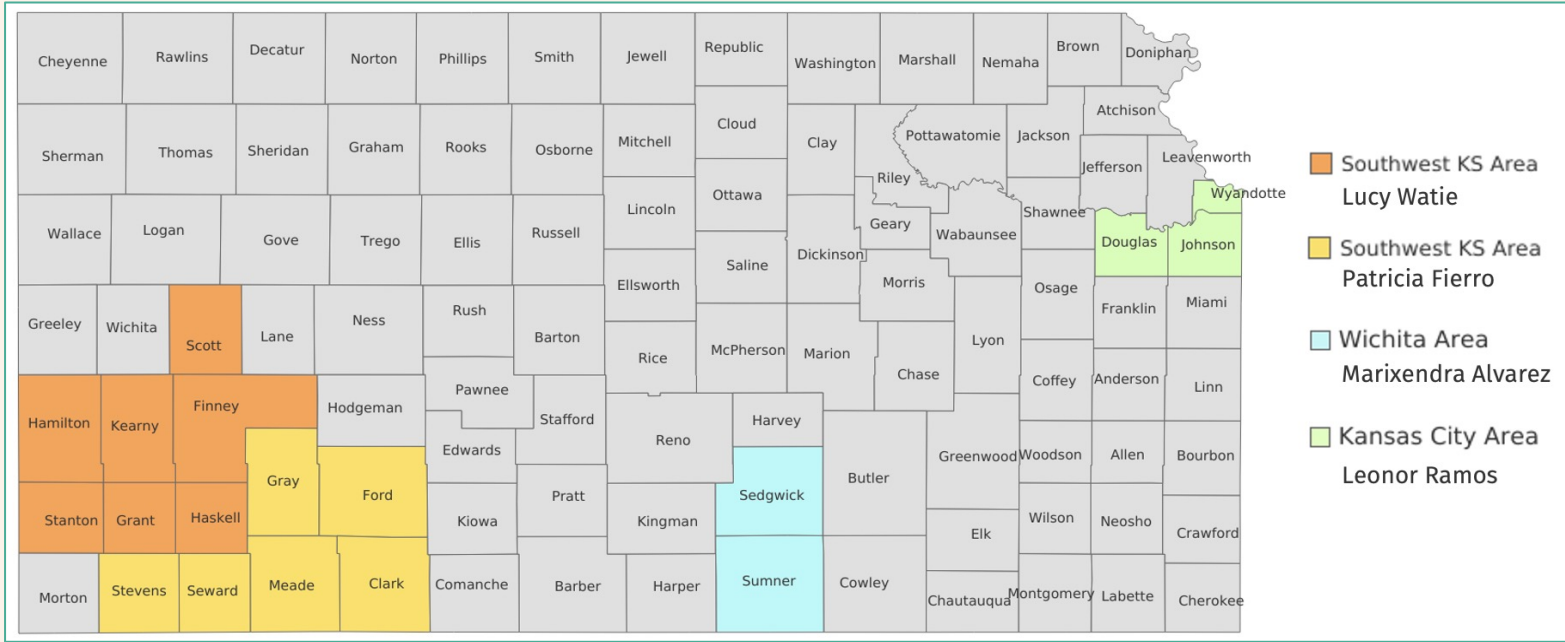 Cheyenne
Rawlins
Decatur
Norton
Phillips
Smith
Jewell
Republic
Washington
Marshall
Nemaha
Brown
Doniphan
Sherman
Thomas
Sheridan
Graham
Rooks
Osborne
Mitchell
Cloud
Clay
Riley
Pottawatomie
Jackson
Atchison
Jefferson
Leavenworth
Wyandotte
Wallace
Logan
Gove
Trego
Ellis
Russell
Lincoln
Ottawa
Saline
Dickinson
Geary
Wabaunsee
Shawnee
Douglas
Johnson
Ellsworth
Morris
Osage
Franklin
Miami
Greeley
Wichita
Scott
Lane
Ness
Rush
Barton
Rice
McPherson
Marion
Chase
Lyon
Coffey
Anderson
Linn
Hamilton
Kearny
Finney
Hodgeman
Pawnee
Stafford
Edwards
Reno
Harvey
Butler
Greenwood
Woodson
Allen
Bourbon
Gray
Ford
Kiowa
Pratt
Kingman
Sedgwick
Elk
Wilson
Neosho
Crawford
Stanton
Grant
Haskell
Morton
Stevens
Seward
Meade
Clark
Comanche
Barber
Harper
Sumner
Cowley
Chautauqua
Montgomery
Labette
Cherokee
Southwest KS Area
Lucy Watie
Southwest KS Area
Patricia Fierro
Wichita Area
Marixendra Alvarez
Kansas City Area
Leonor Ramos